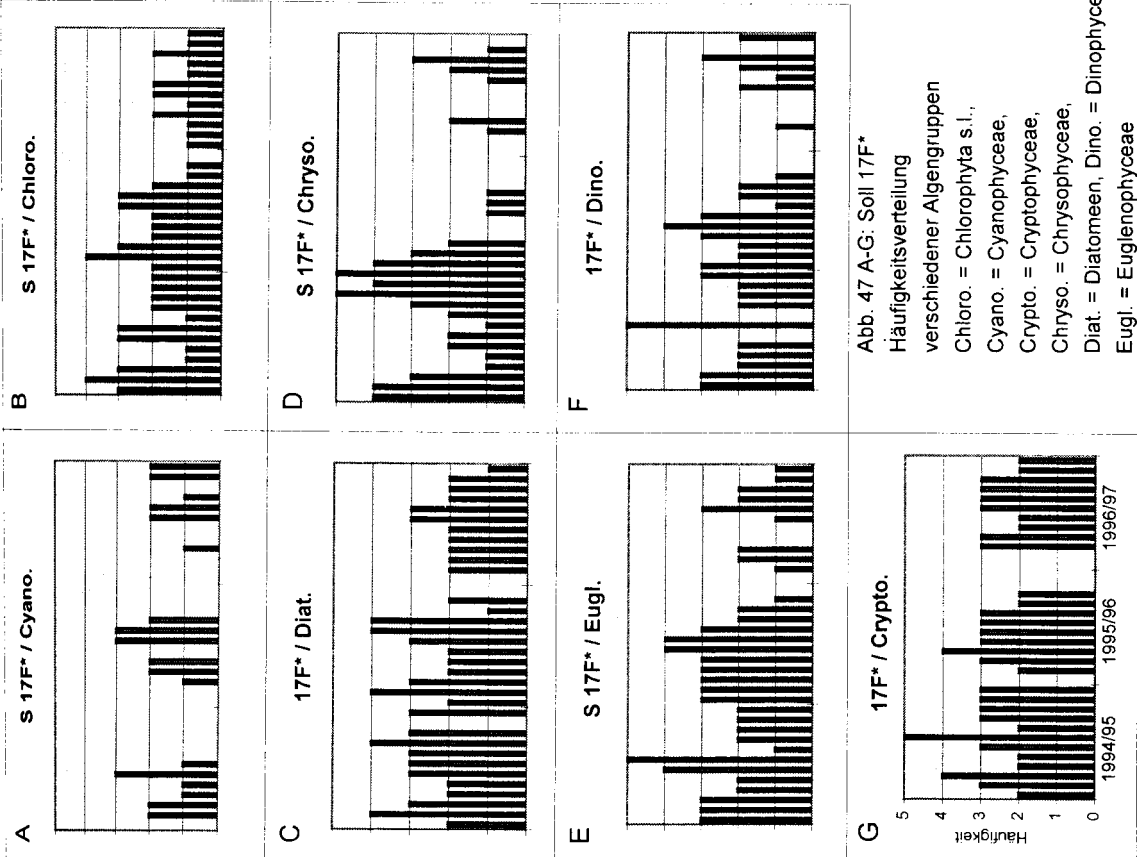 A
S 17F* / Cyano.
B
S 17F* / Chloro.
C
17F* / Diat.
D
S 17F* / Chryso.
E
S 17F* / Eugl.
F
17F* / Dino.
G
17F* / Crypto.
Häufigkeit
5
4
3
2
1
0
1994/95
1995/96
1996/97
Abb. 47 A-G: Soll 17F*
Häufigkeitsverteilung
verschiedener Algengruppen
Chloro. = Chlorophyta s.l.,
Cyano. = Cyanophyceae,
Crypto. = Cryptophyceae,
Chryso. = Chrysophyceae,
Diat. = Diatomeen, Dino. = Dinophyce
Eugl. = Euglenophyceae